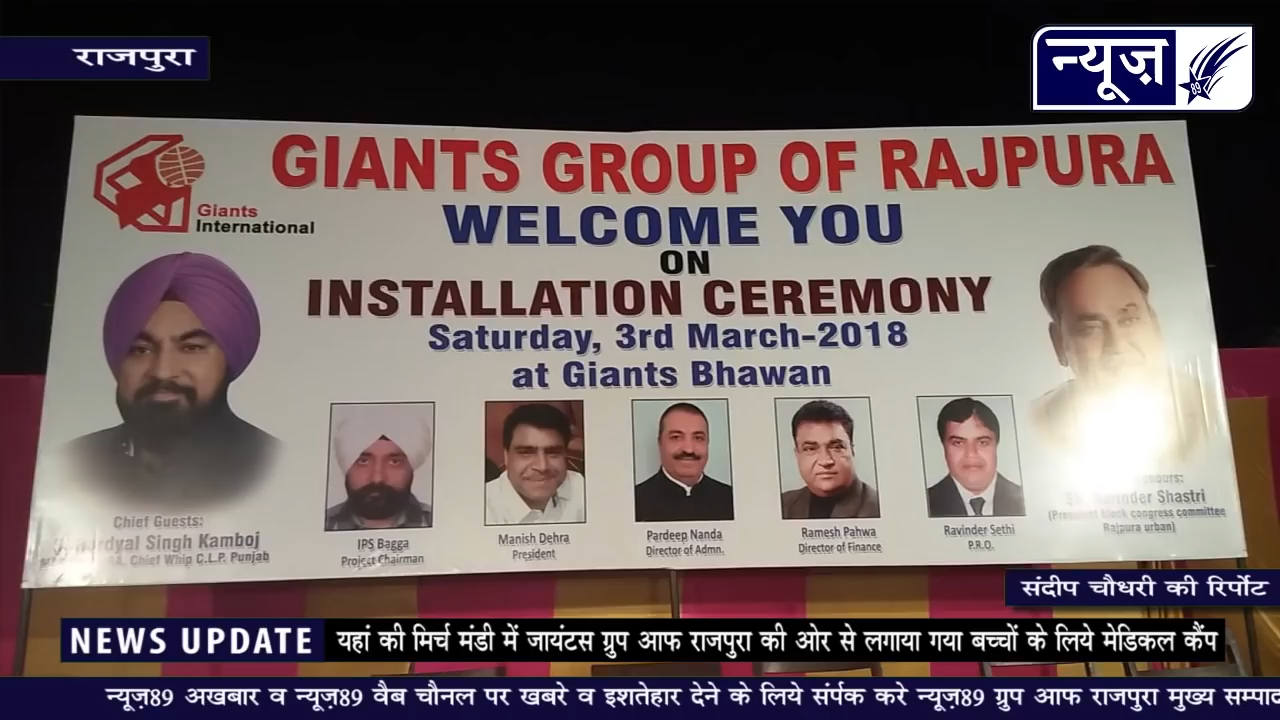 राजपुरा
न्यूज़
89
GIANTS GROUP OF RAJPURA
Giants
International
WELCOME YOU
ON
INSTALLATION CEREMONY
Saturday, 3rd March-2018
at Giants Bhawan
Chief Guests:
Singh Kamboj
Chief Whip C.L.P. Punjab
IPS Bagga
Project Chairman
Manish Dehra
President
Pardeep Nanda
Director of Admn.
Ramesh Pahwa
Director of Finance
Ravinder Sethi
P.R.O.
Shastri
block congress committee
Rajpura urban)
संदीप चौधरी की रिर्पोट
NEWS UPDATE
यहां की मिर्च मंडी में जायंटस ग्रुप आफ राजपुरा की ओर से लगाया गया बच्चों के लिये मेडिकल कैंप
न्यूज़89 अखबार व न्यूज़89 वैब चौनल पर खबरे व इशतेहार देने के लिये संर्पक करे न्यूज़89 ग्रुप आफ राजपुरा मुख्य